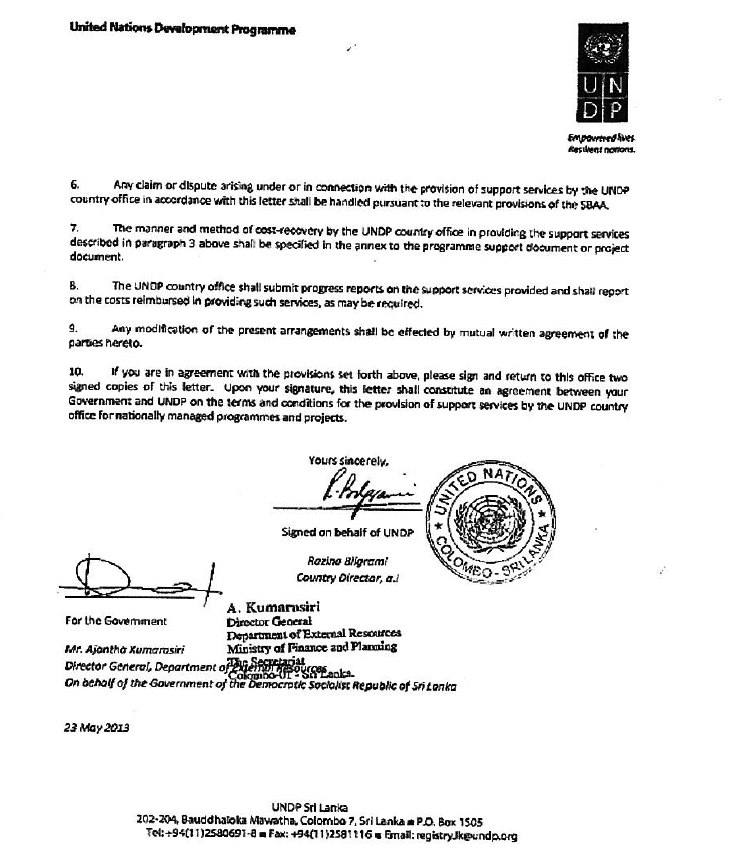 United Nations Development Programme
U N
D P
Empowered lives.
Resilient nations.
6. Any claim or dispute arising under or in connection with the provision of support services by the UNDP
country office in accordance with this letter shall be handled pursuant to the relevant provisions of the SBAA.
7. The manner and method of cost-recovery by the UNDP country office in providing the support services
described in paragraph 3 above shall be specified in the annex to the programme support document or project
document.
8. The UNDP country office shall submit progress reports on the support services provided and shall report
on the costs reimbursed in providing such services, as may be required.
9. Any modification of the present arrangements shall be effected by mutual written agreement of the
parties hereto.
10. If you are in agreement with the provisions set forth above, please sign and return to this office two
signed copies of this letter. Upon your signature, this letter shall constitute an agreement between your
Government and UNDP on the terms and conditions for the provision of support services by the UNDP country
office for nationally managed programmes and projects.
Yours sincerely,
R. Bilgrami
UNITED NATIONS
★ COLOMBO - SRI LANKA ★
Signed on behalf of UNDP
Razina Bilgrami
Country Director, a.i
A. Kumarasiri
For the Government
Director General
Department of External Resources
Mr. Ajantha Kumarasiri
Ministry of Finance and Planning
The Secretariat
Director General, Department of External Resources
Colombo-01 - Sri Lanka.
On behalf of the Government of the Democratic Socialist Republic of Sri Lanka
23 May 2013
UNDP Sri Lanka
202-204, Bauddhaloka Mawatha, Colombo 7, Sri Lanka ■ P.O. Box 1505
Tel:+94(11)2580691-8 ■ Fax: +94(11)2581116 ■ Email: registry.lk@undp.org